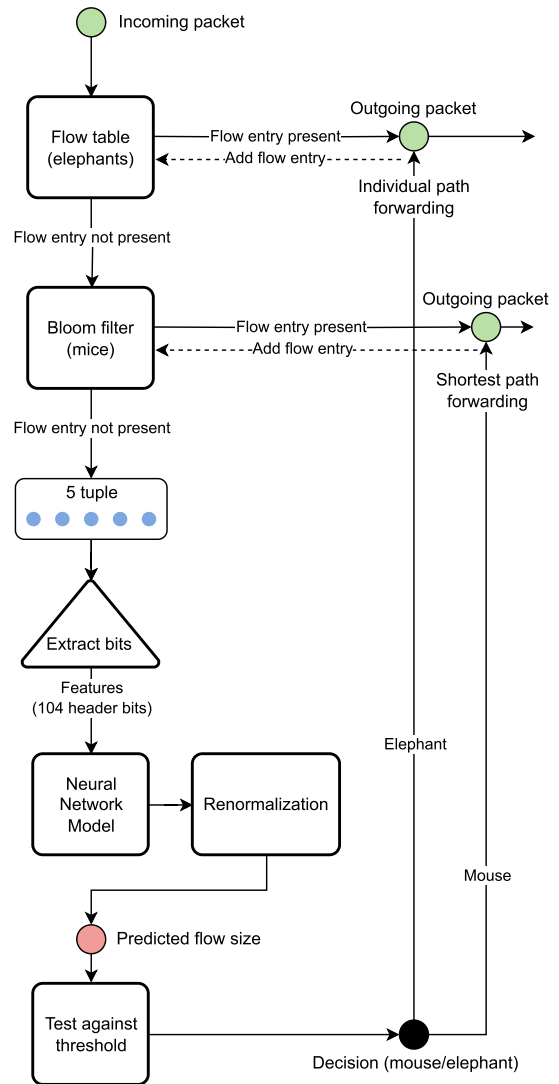 Incoming packet
Outgoing packet
Flow table
(elephants)
Flow entry present
Add flow entry
Individual path
forwarding
Flow entry not present
Outgoing packet
Bloom filter
(mice)
Flow entry present
Add flow entry
Shortest path
forwarding
Flow entry not present
5 tuple
Extract bits
Features
(104 header bits)
Elephant
Neural
Network
Model
Renormalization
Mouse
Predicted flow size
Test against
threshold
Decision (mouse/elephant)